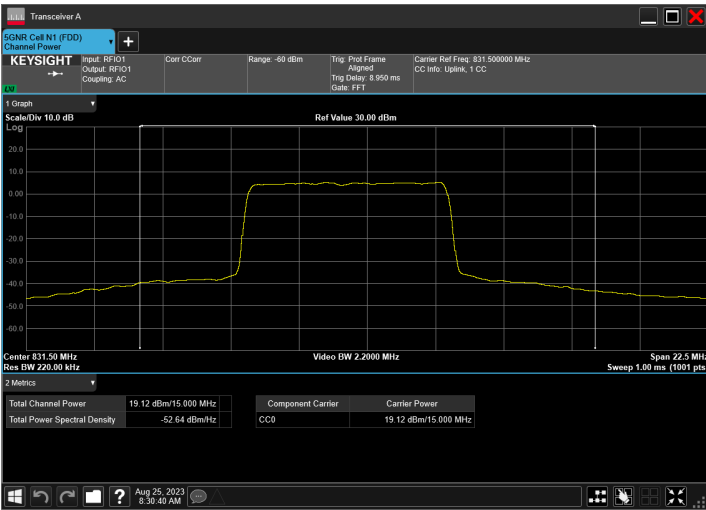 Transceiver A
5GNR Cell N1 (FDD)
Channel Power
KEYSIGHT
Input: RFIO1
Output: RFIO1
Coupling: AC
Corr CCorr
Range: -60 dBm
Trig: Prot Frame
Aligned
Trig Delay: 8.950 ms
Gate: FFT
Carrier Ref Freq: 831.500000 MHz
CC Info: Uplink, 1 CC
LXI
1 Graph
Scale/Div 10.0 dB
Ref Value 30.00 dBm
Log
20.0
10.0
0.00
-10.0
-20.0
-30.0
-40.0
-50.0
-60.0
Center 831.50 MHz
Video BW 2.2000 MHz
Span 22.5 MHz
Res BW 220.00 kHz
Sweep 1.00 ms (1001 pts
2 Metrics
Total Channel Power 19.12 dBm/15.000 MHz
Total Power Spectral Density -52.64 dBm/Hz
Component Carrier Carrier Power
CC0 19.12 dBm/15.000 MHz
?
Aug 25, 2023
8:30:40 AM